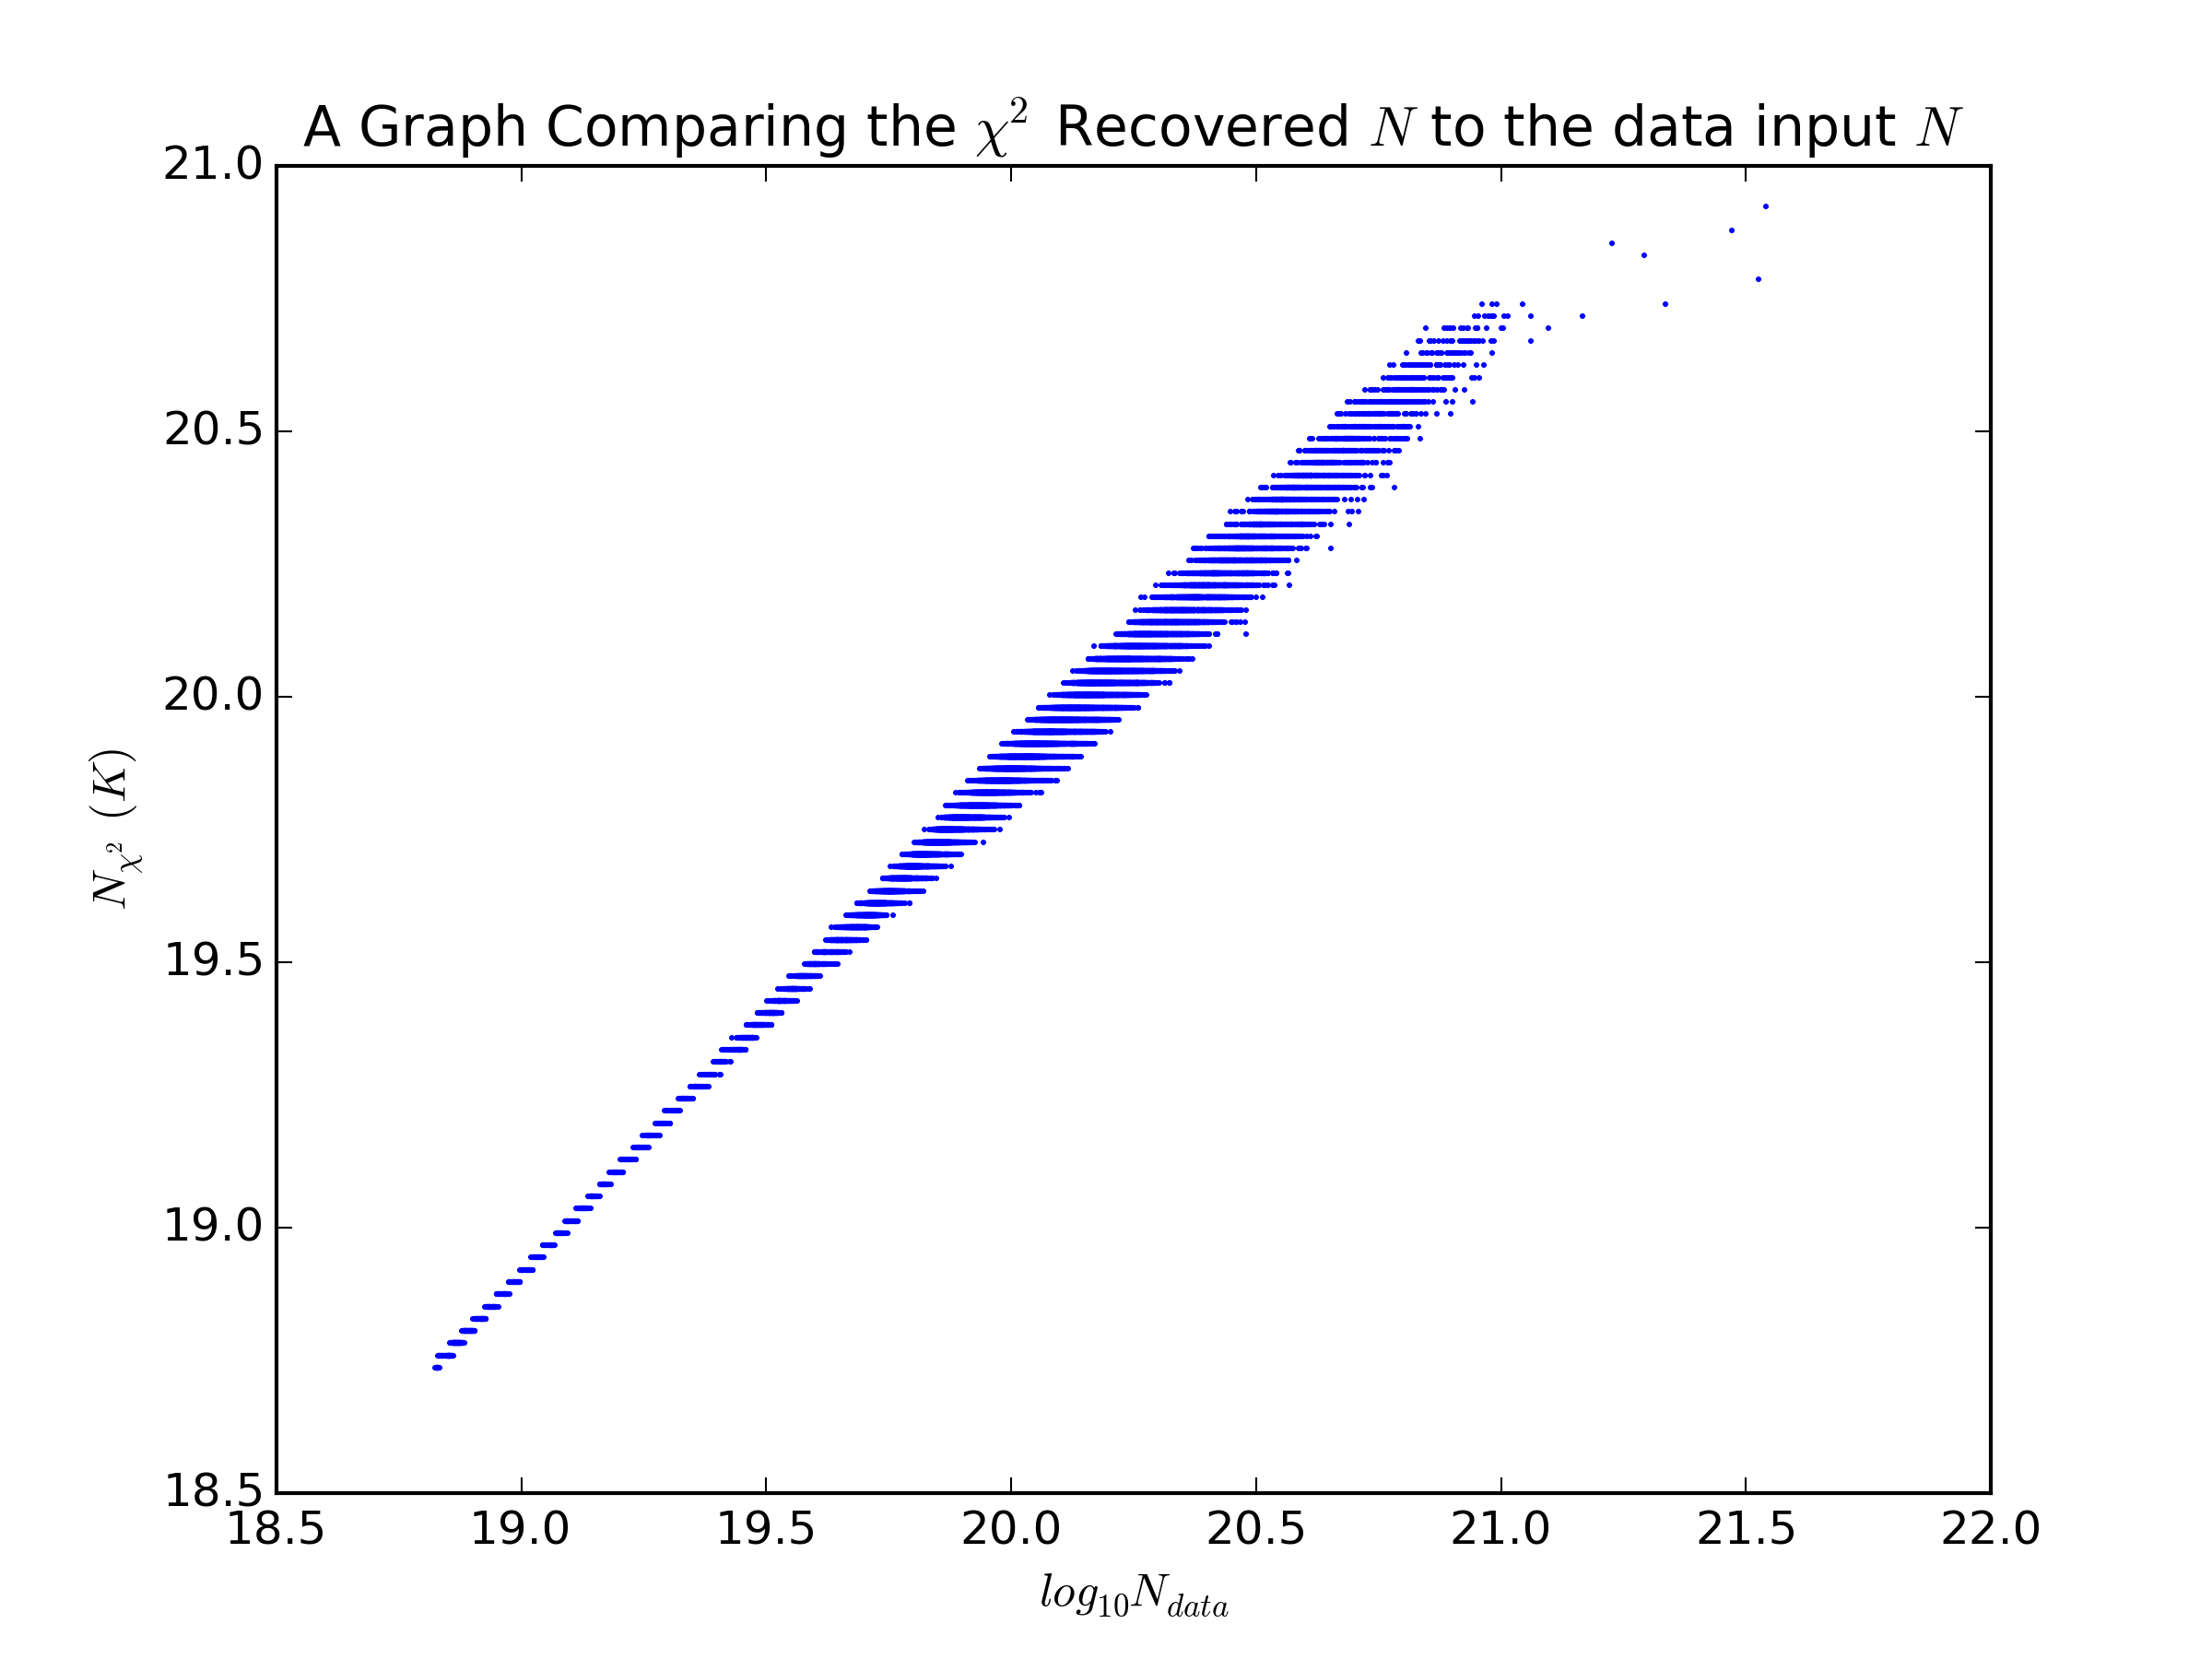 A Graph Comparing the χ² Recovered N to the data input N
21.0
20.5
20.0
19.5
19.0
18.5
N_χ² (K)
18.5 19.0 19.5 20.0 20.5 21.0 21.5 22.0
log₁₀N_data